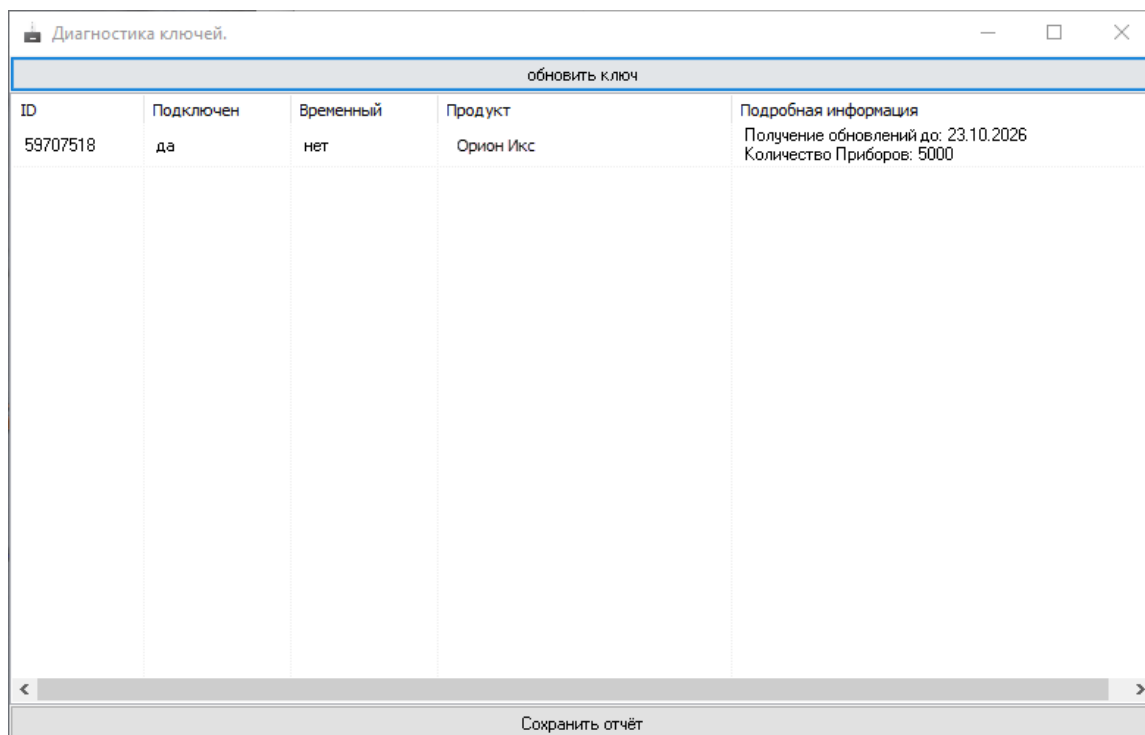 Диагностика ключей.
обновить ключ
ID Подключен Временный Продукт Подробная информация
59707518 да нет Орион Икс Получение обновлений до: 23.10.2026
Количество Приборов: 5000
Сохранить отчёт